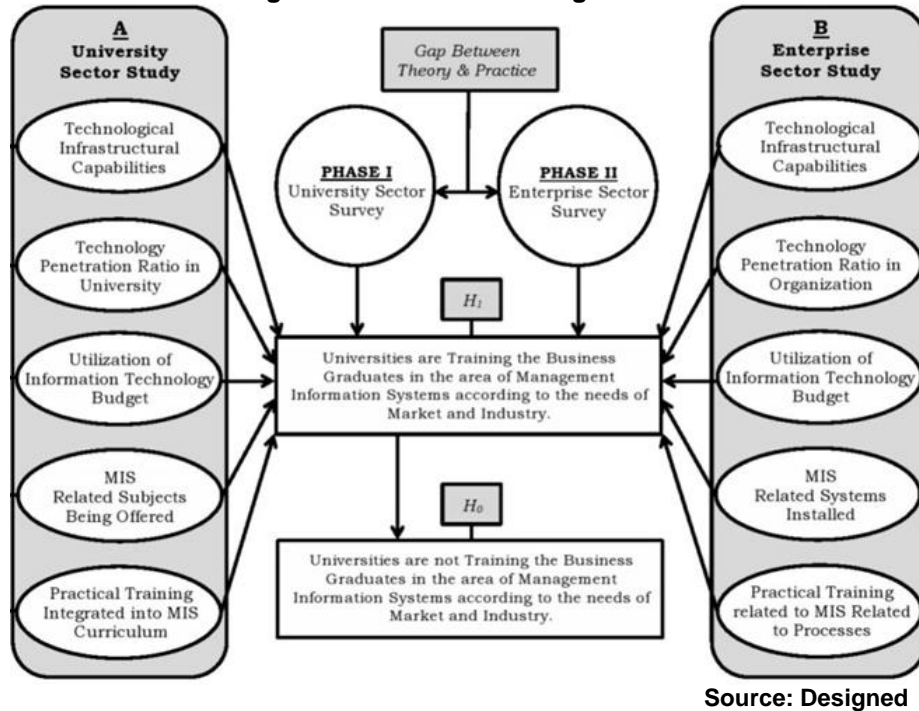 A
University
Sector Study
Technological
Infrastructural
Capabilities
Technology
Penetration Ratio in
University
Utilization of
Information Technology
Budget
MIS
Related Subjects
Being Offered
Practical Training
Integrated into MIS
Curriculum
Gap Between
Theory & Practice
PHASE I
University Sector
Survey
PHASE II
Enterprise Sector
Survey
H1
Universities are Training the Business
Graduates in the area of Management
Information Systems according to the needs of
Market and Industry.
H0
Universities are not Training the Business
Graduates in the area of Management
Information Systems according to the needs of
Market and Industry.
B
Enterprise
Sector Study
Technological
Infrastructural
Capabilities
Technology
Penetration Ratio in
Organization
Utilization of
Information Technology
Budget
MIS
Related Systems
Installed
Practical Training
related to MIS Related
to Processes
Source: Designed